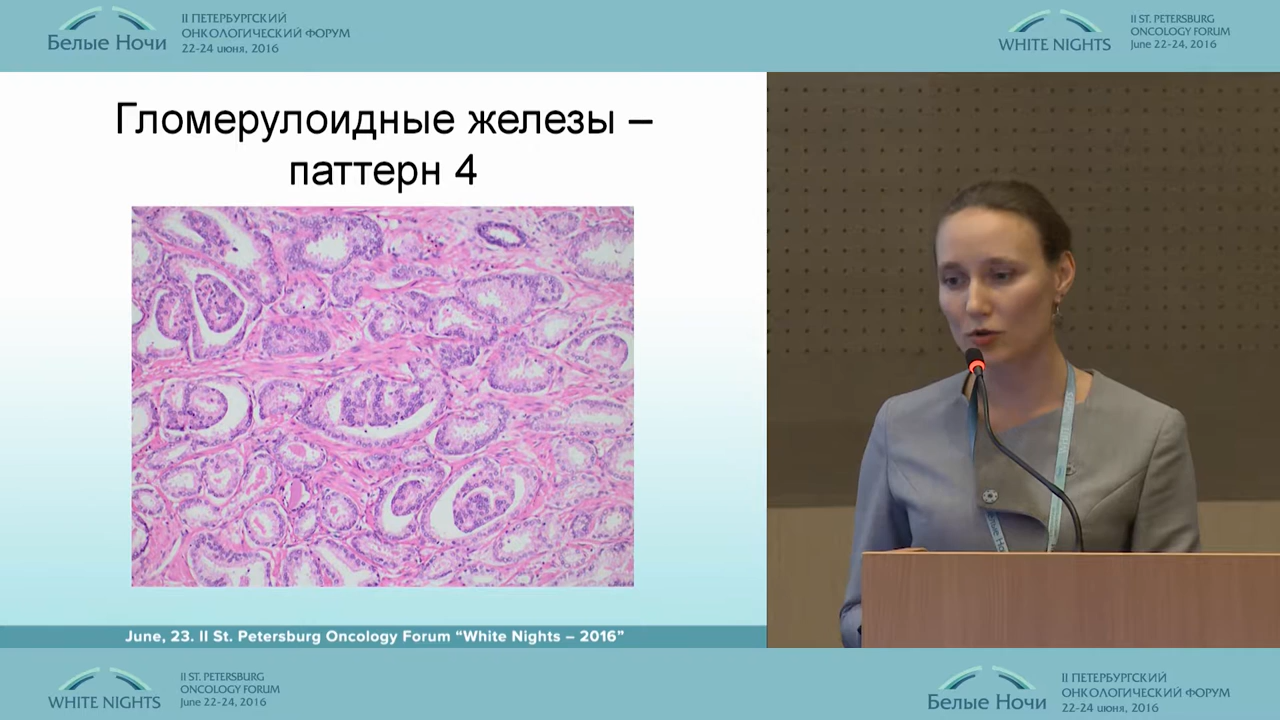 Белые Ночи
II ПЕТЕРБУРГСКИЙ
ОНКОЛОГИЧЕСКИЙ ФОРУМ
22-24 июня, 2016
WHITE NIGHTS
II ST. PETERSBURG
ONCOLOGY FORUM
June 22-24, 2016
Гломерулоидные железы –
паттерн 4
June, 23. II St. Petersburg Oncology Forum “White Nights – 2016”
WHITE NIGHTS
II ST. PETERSBURG
ONCOLOGY FORUM
June 22-24, 2016
Белые Ночи
II ПЕТЕРБУРГСКИЙ
ОНКОЛОГИЧЕСКИЙ ФОРУМ
22-24 июня, 2016